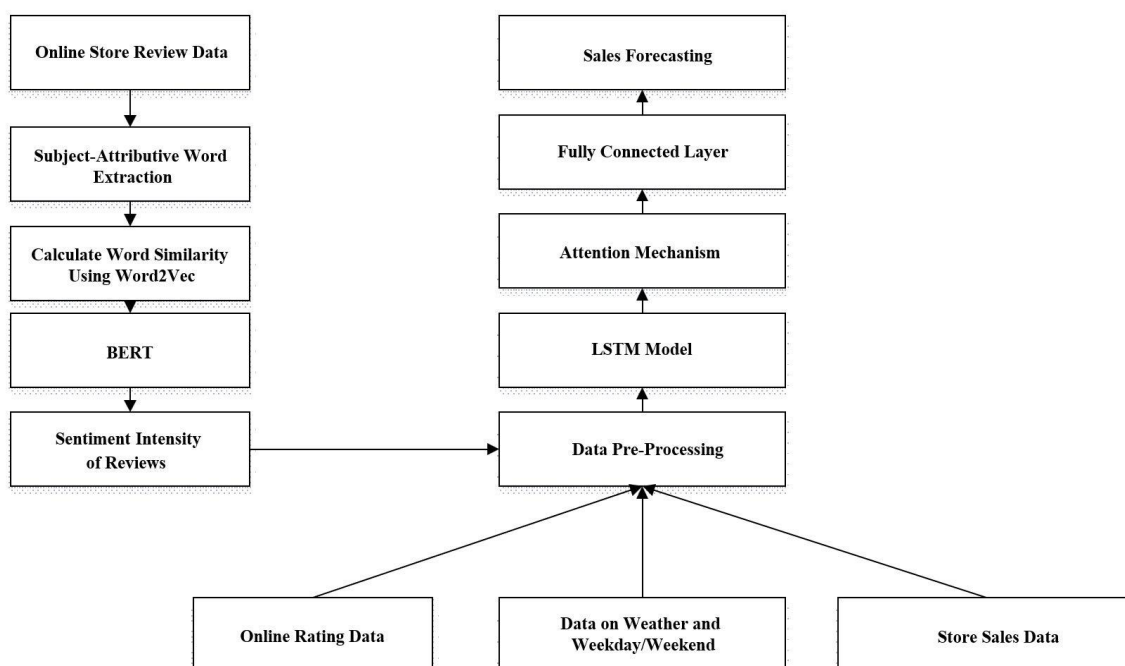 Online Store Review Data
Subject-Attributive Word
Extraction
Calculate Word Similarity
Using Word2Vec
BERT
Sentiment Intensity
of Reviews
Sales Forecasting
Fully Connected Layer
Attention Mechanism
LSTM Model
Data Pre-Processing
Online Rating Data
Data on Weather and
Weekday/Weekend
Store Sales Data